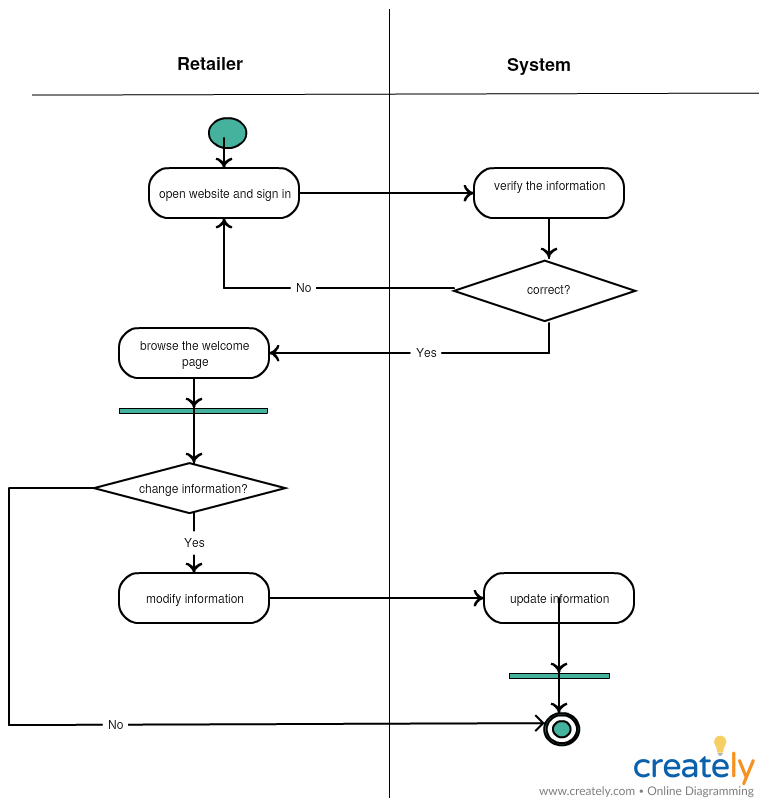 Retailer
System
open website and sign in
verify the information
correct?
No
browse the welcome
page
Yes
change information?
Yes
modify information
update information
No
creately
www.creately.com • Online Diagramming